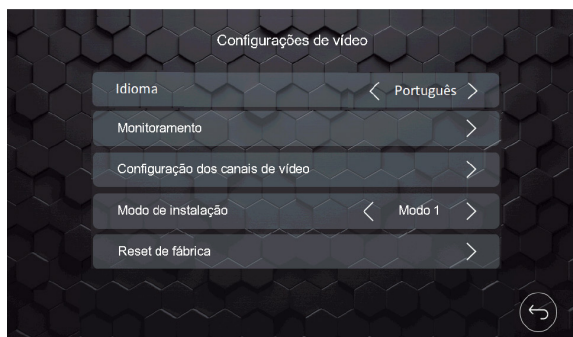 Configurações de vídeo
Idioma Português
Monitoramento
Configuração dos canais de vídeo
Modo de instalação Modo 1
Reset de fábrica